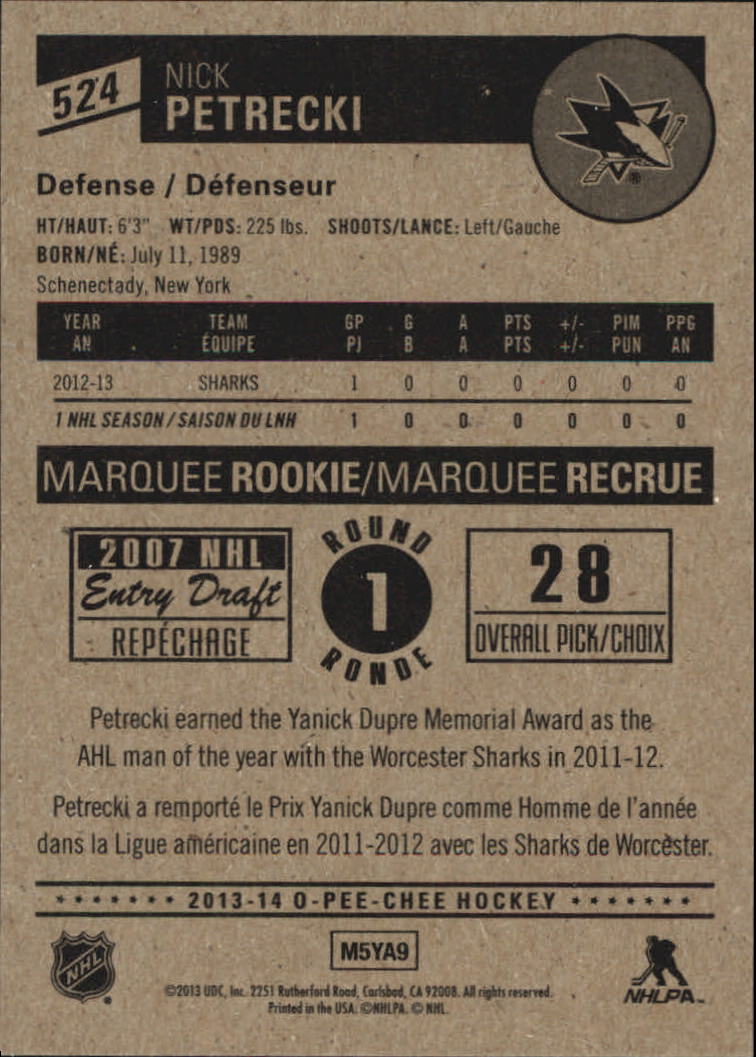 524
NICK
PETRECKI
®
Defense / Défenseur
HT/HAUT: 6'3" WT/PDS: 225 lbs. SHOOTS/LANCE: Left/Gauche
BORN/NÉ: July 11, 1989
Schenectady, New York
YEAR TEAM GP G A PTS +/- PIM PPG
AN ÉQUIPE PJ B A PTS +/- PUN AN
2012-13 SHARKS 1 0 0 0 0 0 0
1 NHL SEASON / SAISON DU LNH 1 0 0 0 0 0 0
MARQUEE ROOKIE/MARQUEE RECRUE
2007 NHL
Entry Draft
REPÊCHAGE
ROUND
1
RONDE
28
OVERALL PICK/CHOIX
Petrecki earned the Yanick Dupre Memorial Award as the
AHL man of the year with the Worcester Sharks in 2011-12.
Petrecki a remporté le Prix Yanick Dupre comme Homme de l'année
dans la Ligue américaine en 2011-2012 avec les Sharks de Worcester.
2013-14 O-PEE-CHEE HOCKEY
NHL
M5YA9
©2013 UDC, Inc. 2251 Rutherford Road, Carlsbad, CA 92008. All rights reserved.
Printed in the USA. ©NHLPA. © NHL.
NHLPA